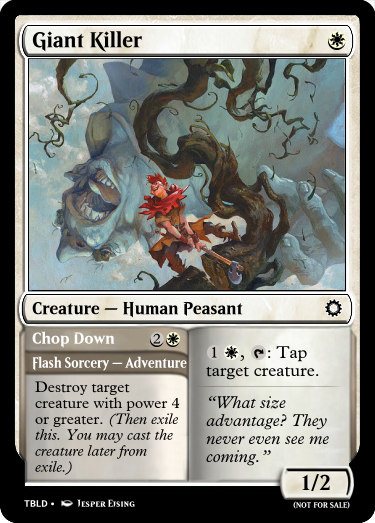 Giant Killer
Creature — Human Peasant
Chop Down 2
Flash Sorcery — Adventure
Destroy target
creature with power 4
or greater. (Then exile
this. You may cast the
creature later from
exile.)
1 , : Tap
target creature.
“What size
advantage? They
never even see me
coming.”
1/2
TBLD • Jesper Eising
(NOT FOR SALE)